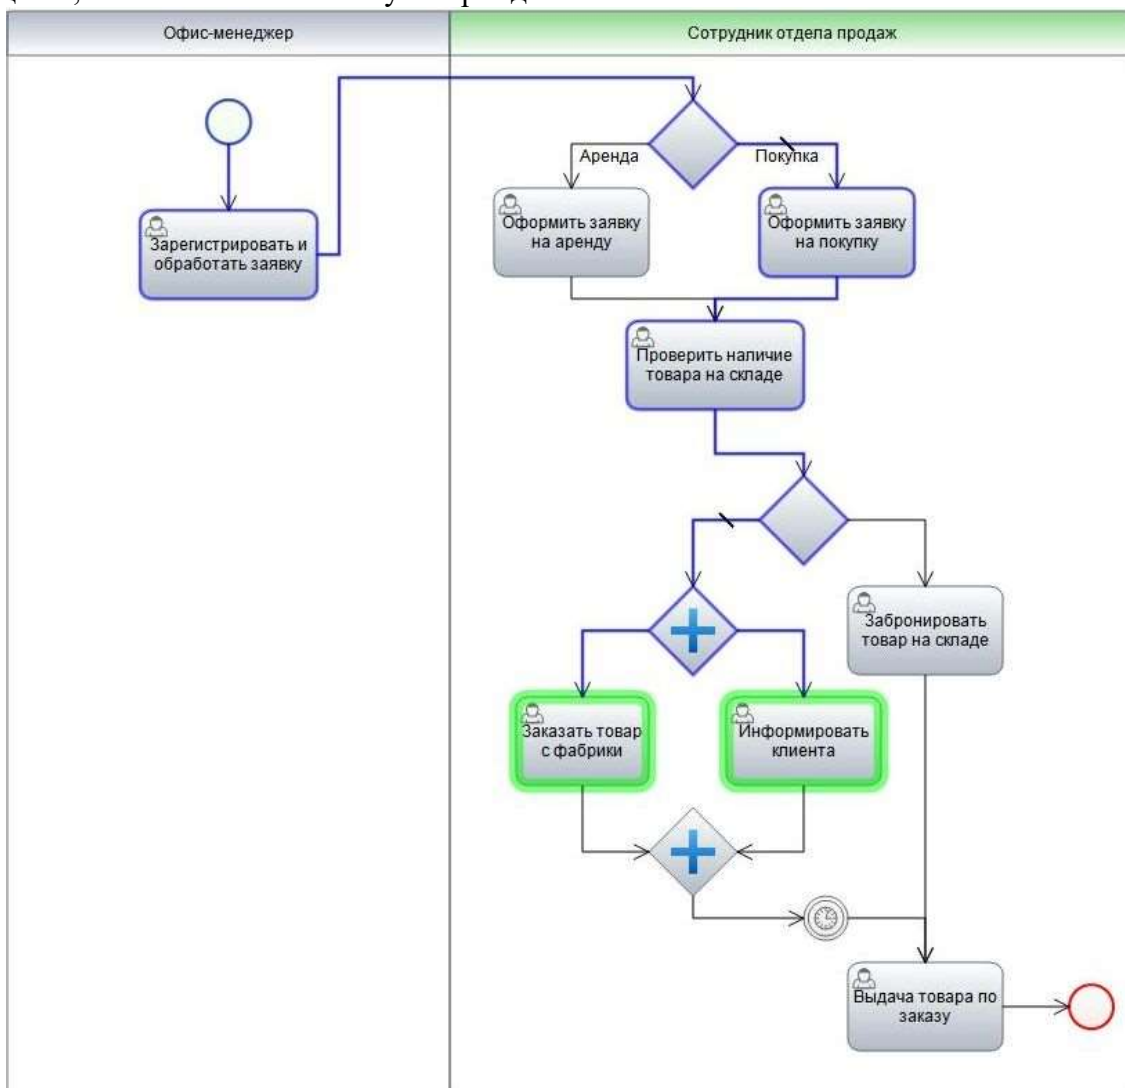 Офис-менеджер
Сотрудник отдела продаж
Аренда
Покупка
Оформить заявку
на аренду
Оформить заявку
на покупку
Зарегистрировать и
обработать заявку
Проверить наличие
товара на складе
Забронировать
товар на складе
Заказать товар
с фабрики
Информировать
клиента
Выдача товара по
заказу